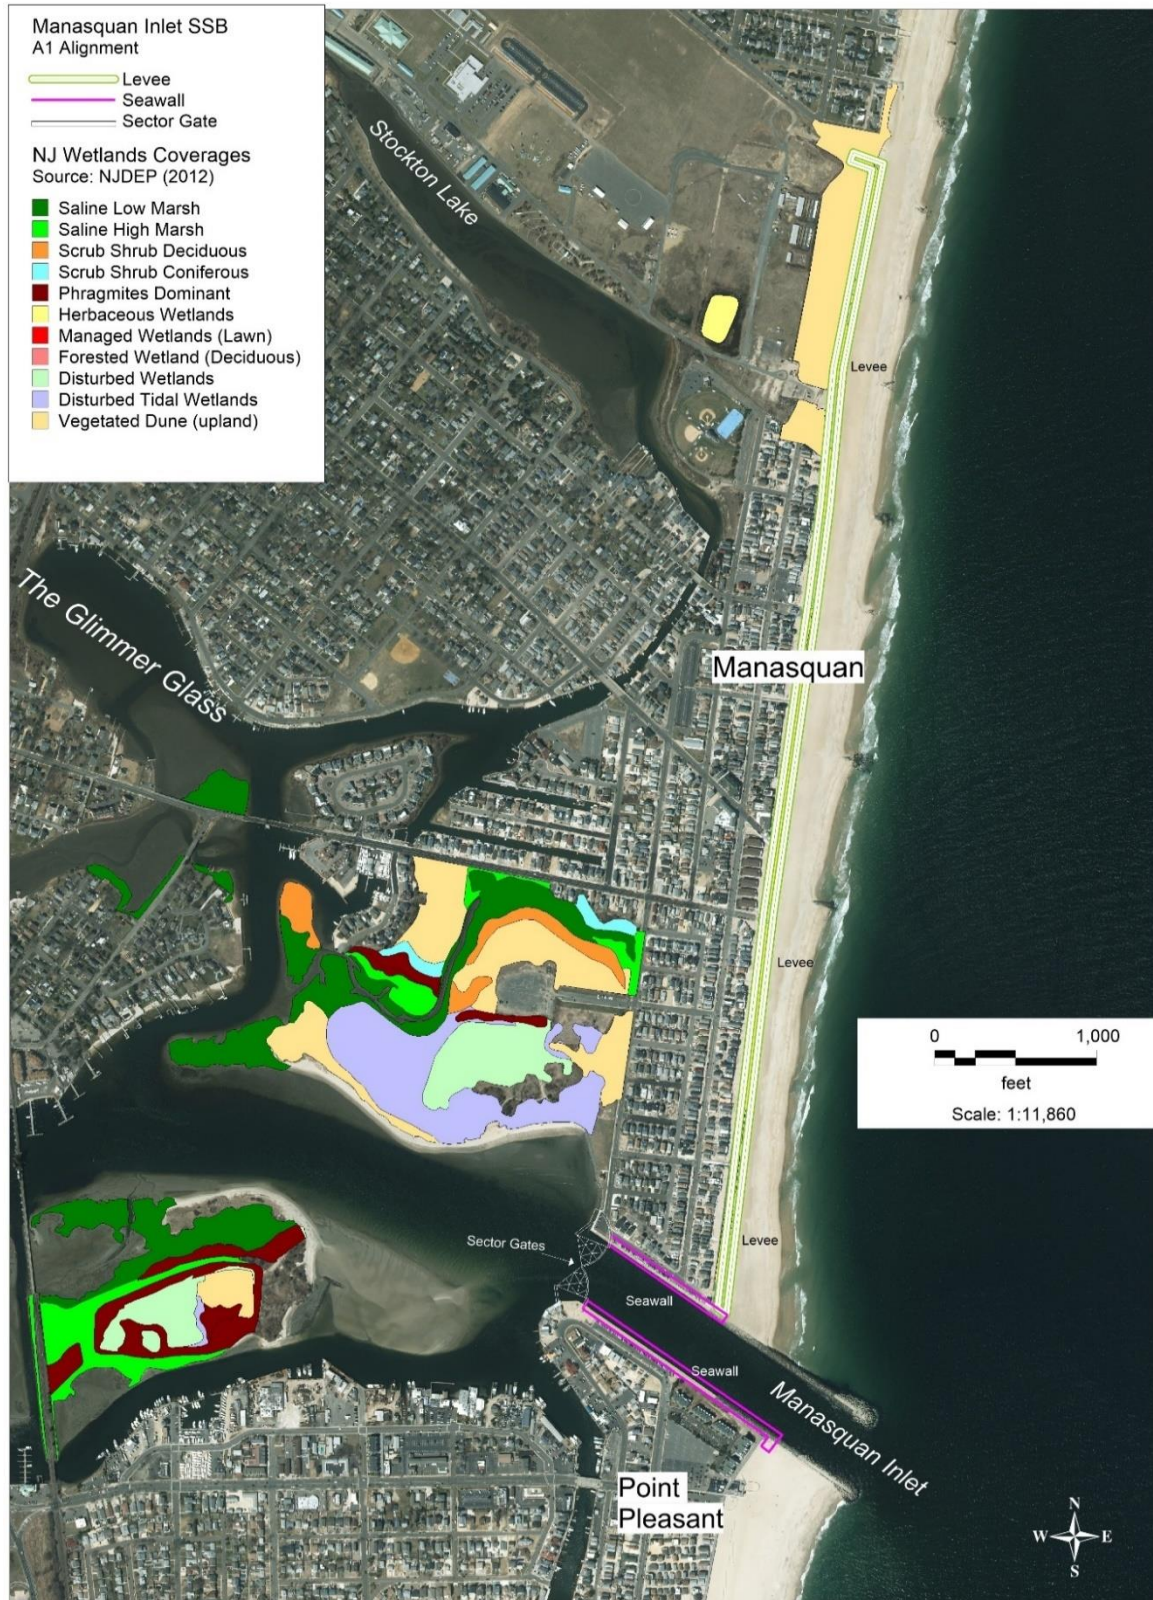 Manasquan Inlet SSB
A1 Alignment
Levee
Seawall
Sector Gate
NJ Wetlands Coverages
Source: NJDEP (2012)
Saline Low Marsh
Saline High Marsh
Scrub Shrub Deciduous
Scrub Shrub Coniferous
Phragmites Dominant
Herbaceous Wetlands
Managed Wetlands (Lawn)
Forested Wetland (Deciduous)
Disturbed Wetlands
Disturbed Tidal Wetlands
Vegetated Dune (upland)
Stockton Lake
Levee
The Glimmer Glass
Manasquan
Levee
0 1,000
feet
Scale: 1:11,860
Levee
Sector Gates
Seawall
Seawall
Manasquan Inlet
Point
Pleasant
N
W E
S